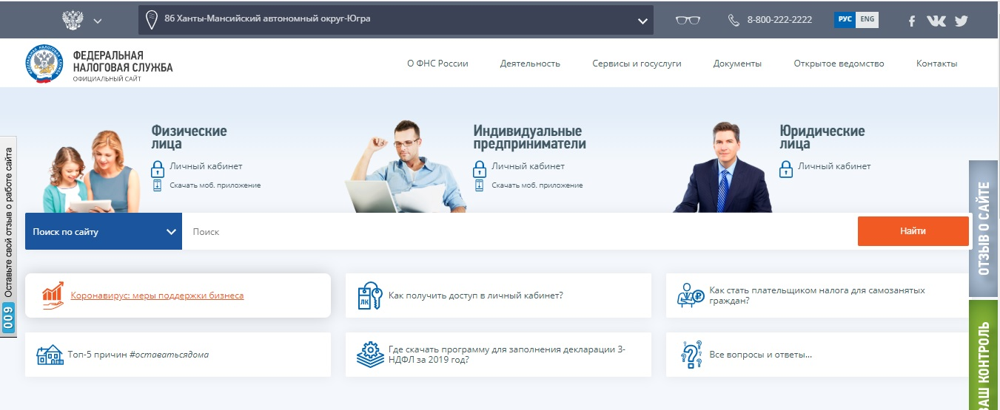 86 Ханты-Мансийский автономный округ-Югра
8-800-222-2222
РУС ENG
ФЕДЕРАЛЬНАЯ
НАЛОГОВАЯ СЛУЖБА
ОФИЦИАЛЬНЫЙ САЙТ
О ФНС России
Деятельность
Сервисы и госуслуги
Документы
Открытое ведомство
Контакты
Физические
лица
Личный кабинет
Скачать моб. приложение
Индивидуальные
предприниматели
Личный кабинет
Скачать моб. приложение
Юридические
лица
Личный кабинет
Оставьте свой отзыв о работе сайта
009
ОТЗЫВ О САЙТЕ
Поиск по сайту
Поиск
Найти
Коронавирус: меры поддержки бизнеса
ЛК
Как получить доступ в личный кабинет?
Как стать плательщиком налога для самозанятых
граждан?
Топ-5 причин #оставатьсядома
Где скачать программу для заполнения декларации 3-
НДФЛ за 2019 год?
Все вопросы и ответы...
ВАШ КОНТРОЛЬ